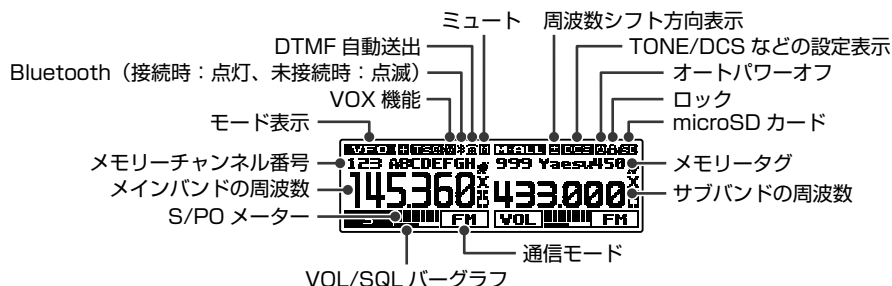 ミュート 周波数シフト方向表示
DTMF 自動送出 TONE/DCS などの設定表示
Bluetooth（接続時：点灯、未接続時：点滅） オートパワーオフ
VOX 機能 ロック
モード表示 microSD カード
VFO TSQ M-ALL DCS SD
メモリーチャンネル番号 123 ABCDEFGH 999 Yaesu450 メモリータグ
メインバンドの周波数 145.360 433.000 サブバンドの周波数
S/PO メーター S FM VOL FM
通信モード
VOL/SQL バーグラフ